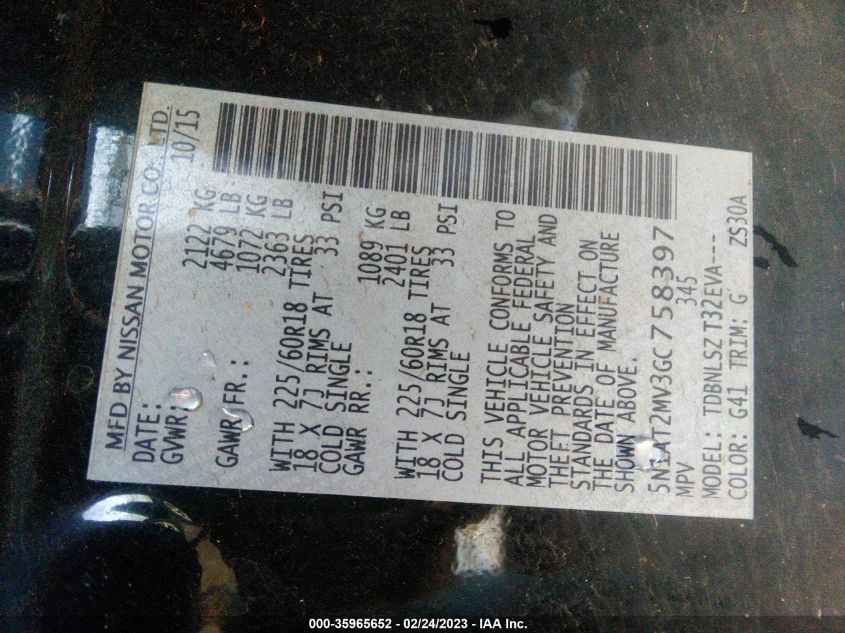 MFD BY NISSAN MOTOR CO., LTD.
DATE: 10/15
GVWR: 2122 KG
4679 LB
GAWR FR.: 1072 KG
2363 LB
WITH 225/60R18 TIRES
18 X 7J RIMS AT 33 PSI
COLD SINGLE
GAWR RR.: 1089 KG
2401 LB
WITH 225/60R18 TIRES
18 X 7J RIMS AT 33 PSI
COLD SINGLE
THIS VEHICLE CONFORMS TO
ALL APPLICABLE FEDERAL
MOTOR VEHICLE SAFETY AND
THEFT PREVENTION
STANDARDS IN EFFECT ON
THE DATE OF MANUFACTURE
SHOWN ABOVE.
5N1AT2MV3GC758397
MPV 345
MODEL: TDBNLSZ T32EVA---
COLOR: G41 TRIM: G ZS30A
000-35965652 - 02/24/2023 - IAA Inc.